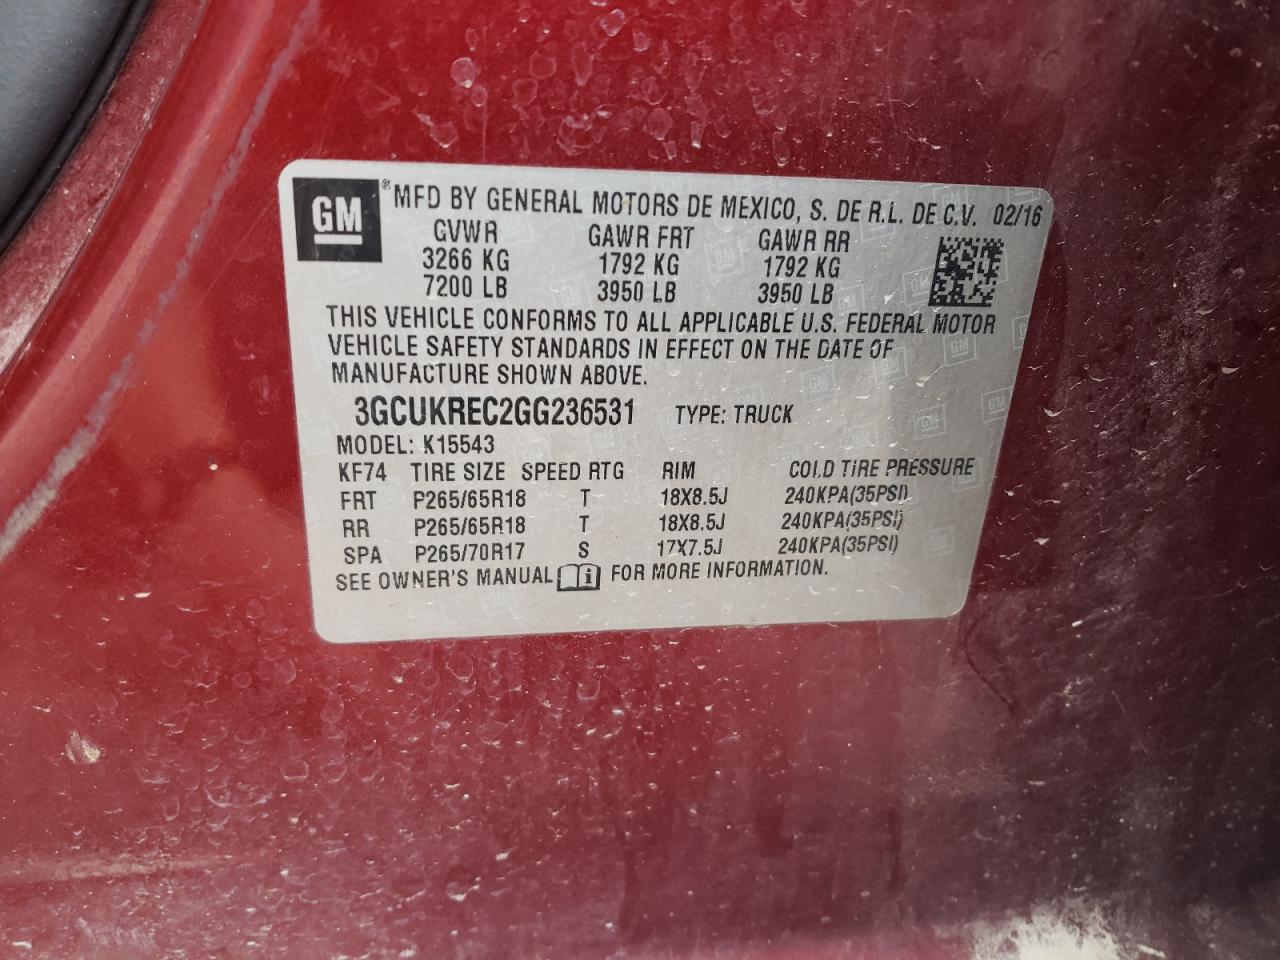 GM ® MFD BY GENERAL MOTORS DE MEXICO, S. DE R.L. DE C.V. 02/16
GVWR GAWR FRT GAWR RR
3266 KG 1792 KG 1792 KG
7200 LB 3950 LB 3950 LB
THIS VEHICLE CONFORMS TO ALL APPLICABLE U.S. FEDERAL MOTOR
VEHICLE SAFETY STANDARDS IN EFFECT ON THE DATE OF
MANUFACTURE SHOWN ABOVE.
3GCUKREC2GG236531 TYPE: TRUCK
MODEL: K15543
KF74 TIRE SIZE SPEED RTG RIM COLD TIRE PRESSURE
FRT P265/65R18 T 18X8.5J 240KPA(35PSI)
RR P265/65R18 T 18X8.5J 240KPA(35PSI)
SPA P265/70R17 S 17X7.5J 240KPA(35PSI)
SEE OWNER'S MANUAL FOR MORE INFORMATION.